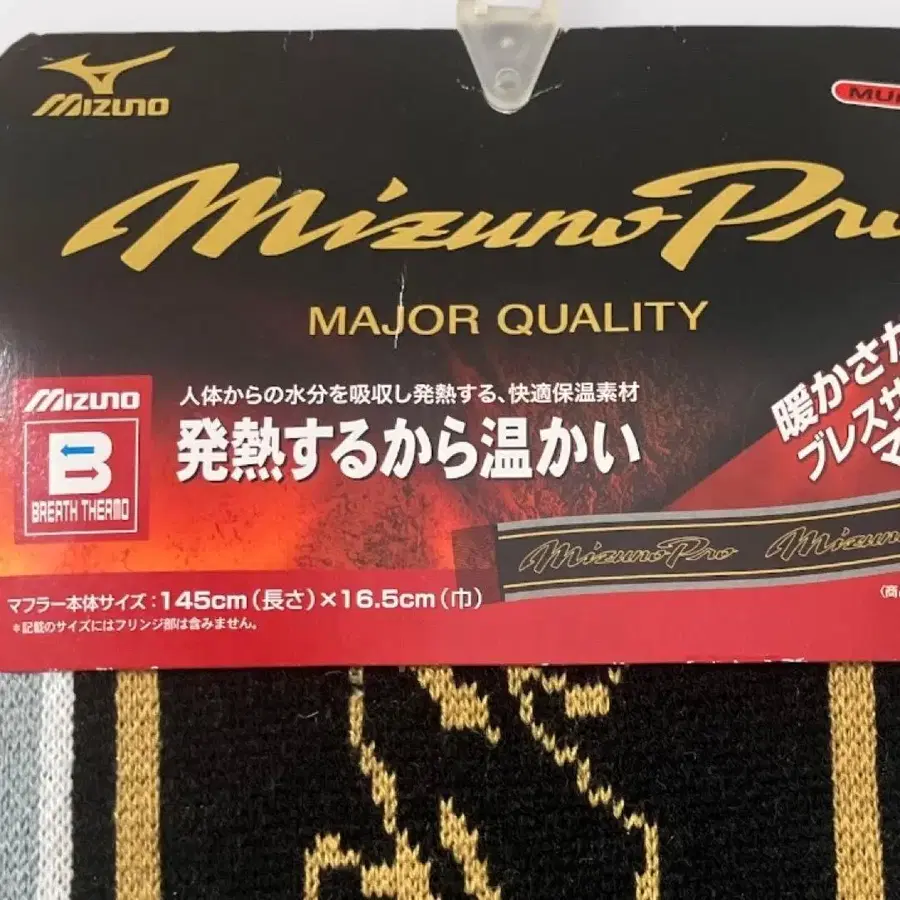 MIZUNO
Mizuno Pro
MAJOR QUALITY
MIZUNO
B
BREATH THERMO
人体からの水分を吸収し発熱する、快適保温素材
発熱するから温かい
暖かさが
ブレスサ
Mizuno Pro Mizuno
マフラー本体サイズ:145cm(長さ)×16.5cm(巾)
*記載のサイズにはフリンジ部は含みません。